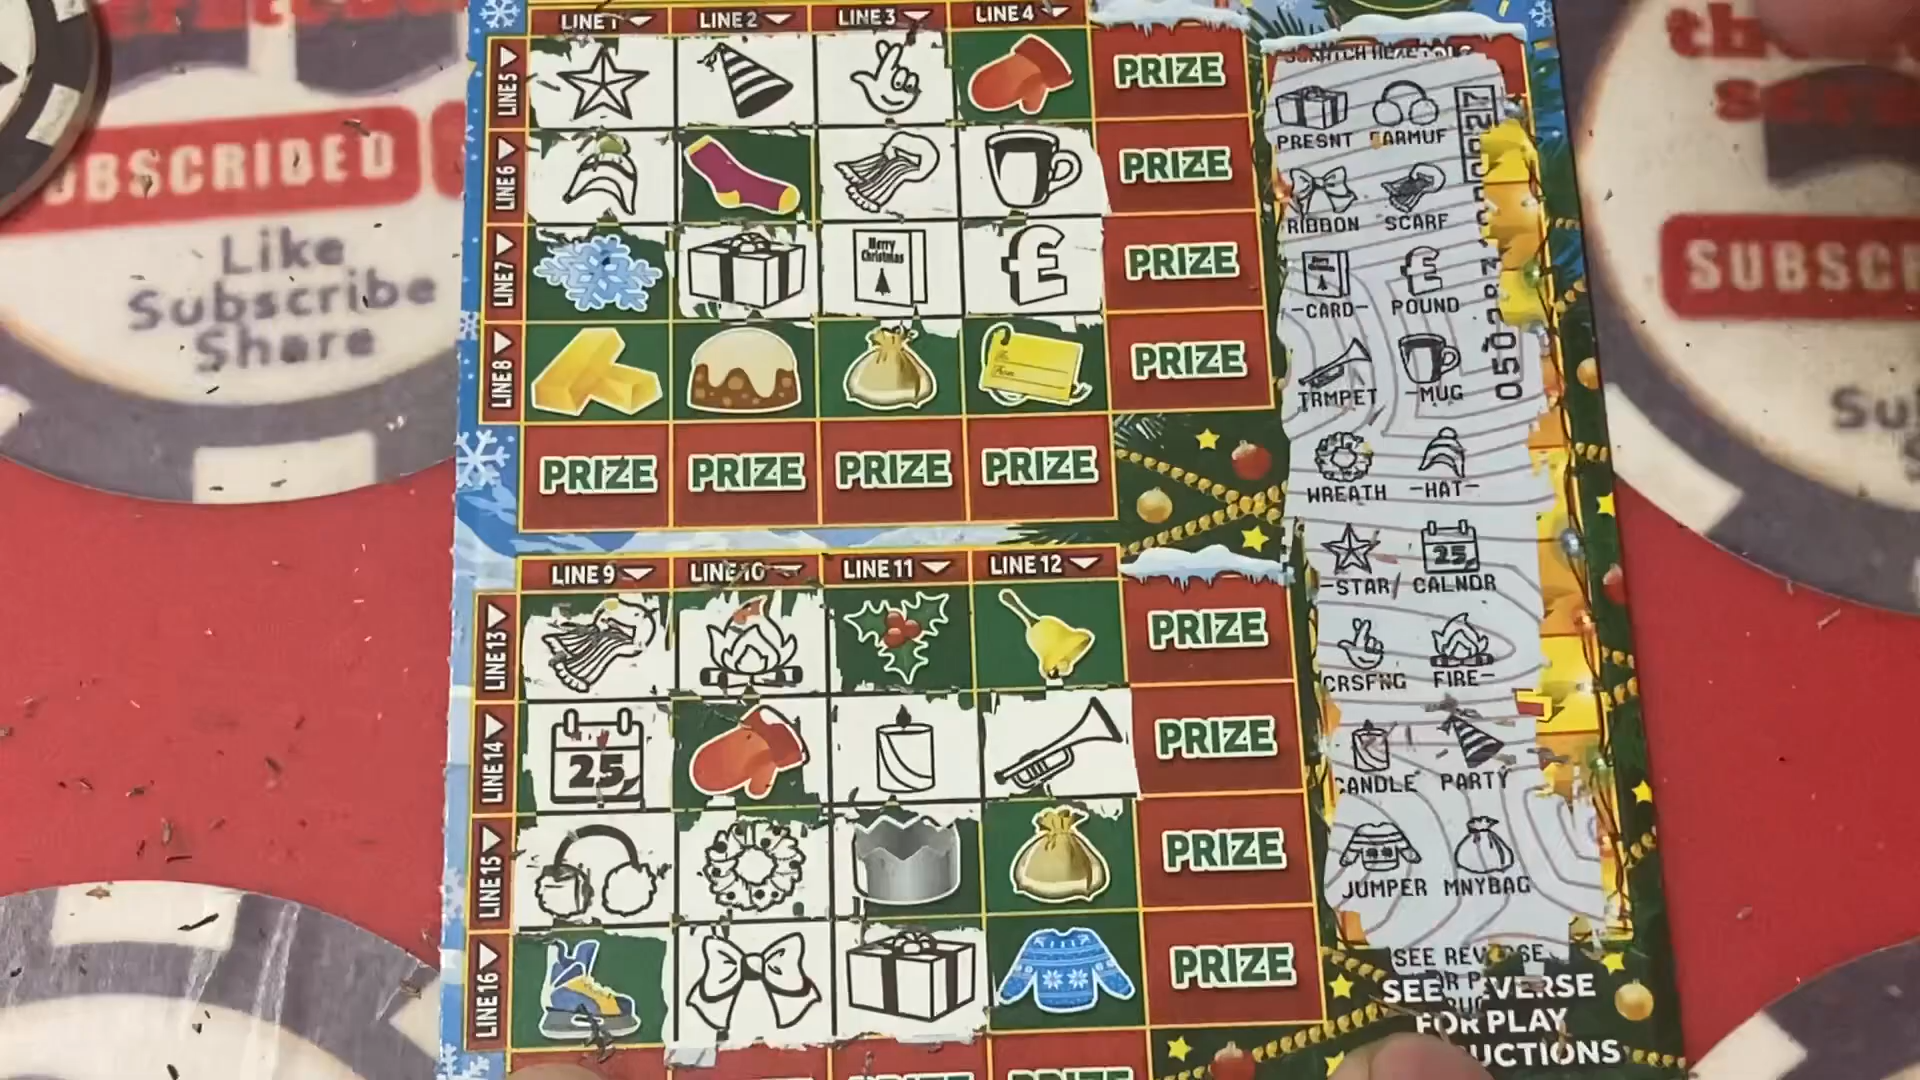 LINE 1 LINE 2 LINE 3 LINE 4
LINE 5 PRIZE
LINE 6 PRIZE
LINE 7 Merry Christmas PRIZE
LINE 8 To: From: PRIZE
PRIZE PRIZE PRIZE PRIZE
LINE 9 LINE 10 LINE 11 LINE 12
LINE 13 PRIZE
LINE 14 25 PRIZE
LINE 15 PRIZE
LINE 16 PRIZE
PRESNT EARMUF
RIBBON SCARF
-CARD- POUND
TRMPET -MUG
WREATH -HAT-
25
-STAR/ CALNDR
CRSFNG FIRE-
CANDLE PARTY
JUMPER MNYBAG
SEE REVERSE
FOR PLAY
SUBSCRIBED
Like
Subscribe
Share